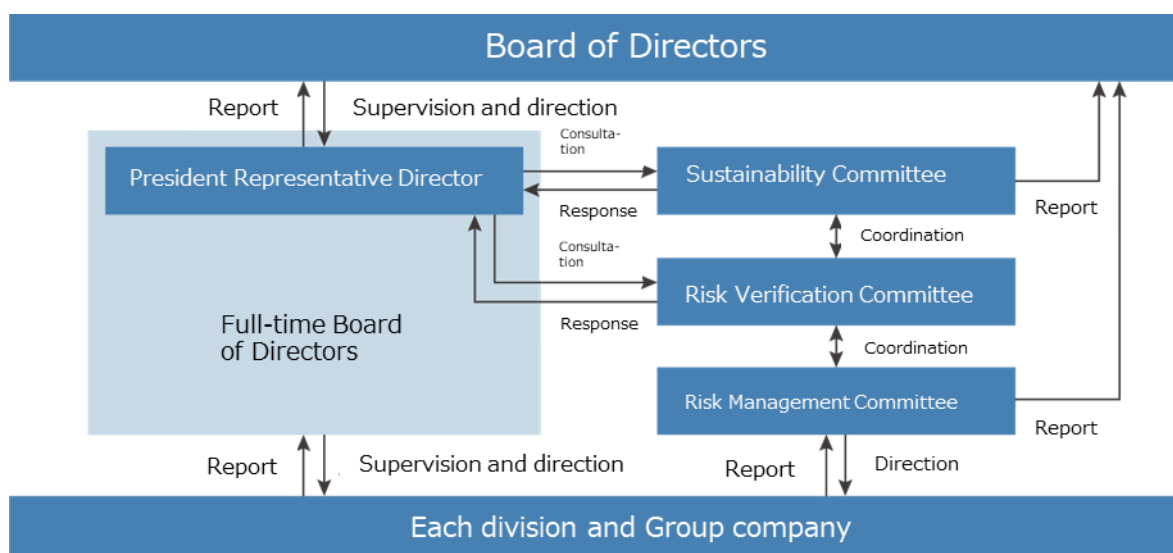 Board of Directors
Report
Supervision and direction
Consulta-
tion
President Representative Director
Sustainability Committee
Response
Report
Coordination
Consulta-
tion
Risk Verification Committee
Response
Full-time Board
of Directors
Coordination
Risk Management Committee
Report
Report
Supervision and direction
Report
Direction
Each division and Group company